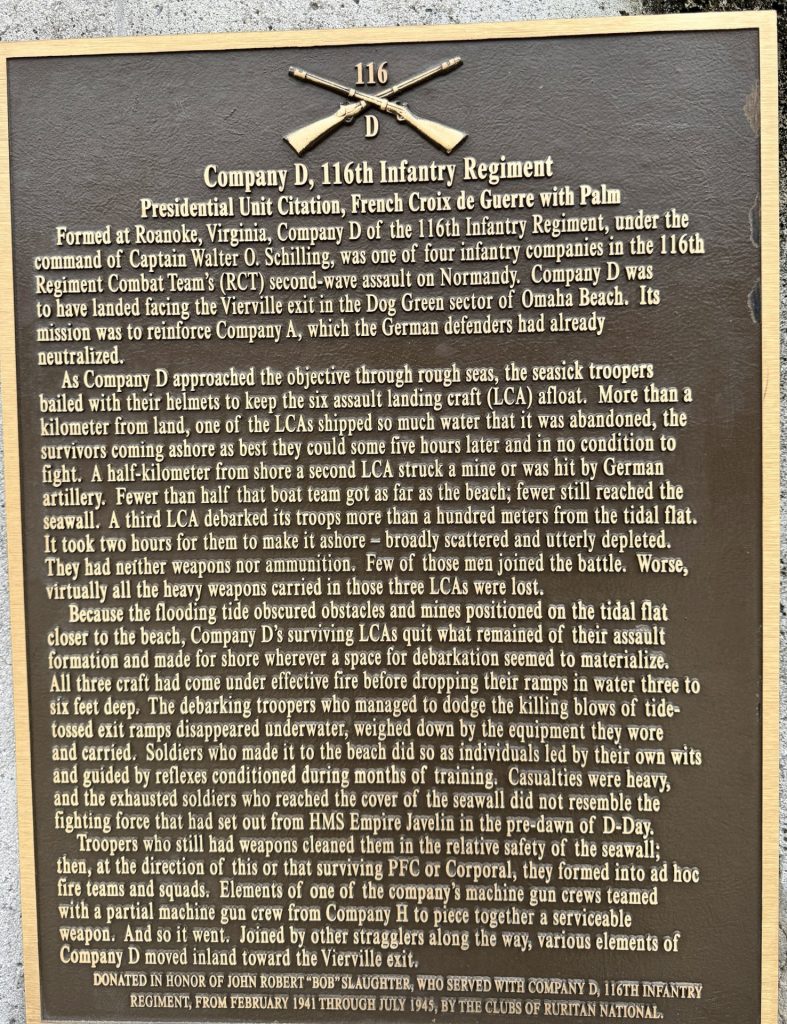 116
D
Company D, 116th Infantry Regiment
Presidential Unit Citation, French Croix de Guerre with Palm
Formed at Roanoke, Virginia, Company D of the 116th Infantry Regiment, under the
command of Captain Walter O. Schilling, was one of four infantry companies in the 116th
Regiment Combat Team's (RCT) second-wave assault on Normandy. Company D was
to have landed facing the Vierville exit in the Dog Green sector of Omaha Beach. Its
mission was to reinforce Company A, which the German defenders had already
neutralized.
As Company D approached the objective through rough seas, the seasick troopers
bailed with their helmets to keep the six assault landing craft (LCA) afloat. More than a
kilometer from land, one of the LCAs shipped so much water that it was abandoned, the
survivors coming ashore as best they could some five hours later and in no condition to
fight. A half-kilometer from shore a second LCA struck a mine or was hit by German
artillery. Fewer than half that boat team got as far as the beach; fewer still reached the
seawall. A third LCA debarked its troops more than a hundred meters from the tidal flat.
It took two hours for them to make it ashore – broadly scattered and utterly depleted.
They had neither weapons nor ammunition. Few of those men joined the battle. Worse,
virtually all the heavy weapons carried in those three LCAs were lost.
Because the flooding tide obscured obstacles and mines positioned on the tidal flat
closer to the beach, Company D's surviving LCAs quit what remained of their assault
formation and made for shore wherever a space for debarkation seemed to materialize.
All three craft had come under effective fire before dropping their ramps in water three to
six feet deep. The debarking troopers who managed to dodge the killing blows of tide-
tossed exit ramps disappeared underwater, weighed down by the equipment they wore
and carried. Soldiers who made it to the beach did so as individuals led by their own wits
and guided by reflexes conditioned during months of training. Casualties were heavy,
and the exhausted soldiers who reached the cover of the seawall did not resemble the
fighting force that had set out from HMS Empire Javelin in the pre-dawn of D-Day.
Troopers who still had weapons cleaned them in the relative safety of the seawall;
then, at the direction of this or that surviving PFC or Corporal, they formed into ad hoc
fire teams and squads. Elements of one of the company's machine gun crews teamed
with a partial machine gun crew from Company H to piece together a serviceable
weapon. And so it went. Joined by other stragglers along the way, various elements of
Company D moved inland toward the Vierville exit.
DONATED IN HONOR OF JOHN ROBERT "BOB" SLAUGHTER, WHO SERVED WITH COMPANY D, 116TH INFANTRY
REGIMENT, FROM FEBRUARY 1941 THROUGH JULY 1945, BY THE CLUBS OF RURITAN NATIONAL.